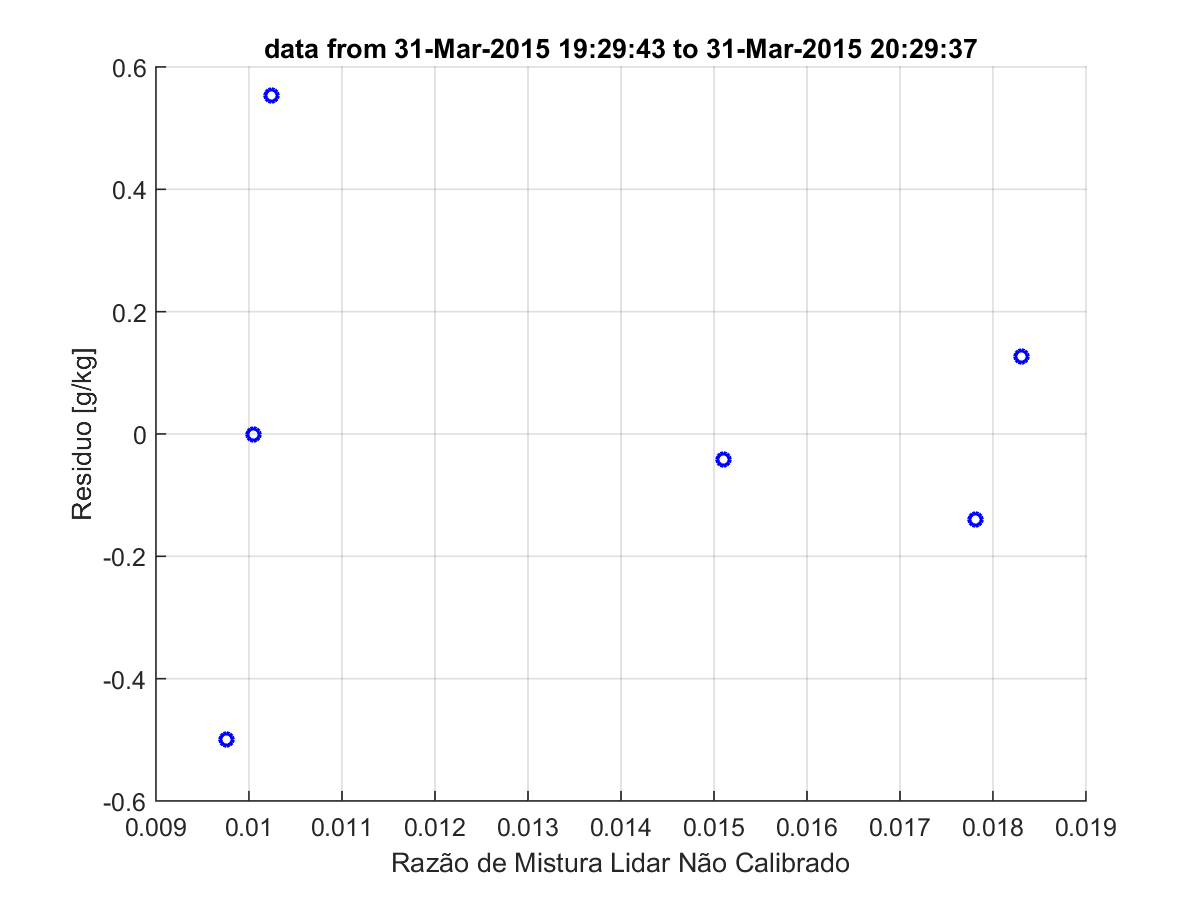 data from 31-Mar-2015 19:29:43 to 31-Mar-2015 20:29:37
0.6
0.4
0.2
0
-0.2
-0.4
-0.6
Residuo [g/kg]
0.009 0.01 0.011 0.012 0.013 0.014 0.015 0.016 0.017 0.018 0.019
Razão de Mistura Lidar Não Calibrado